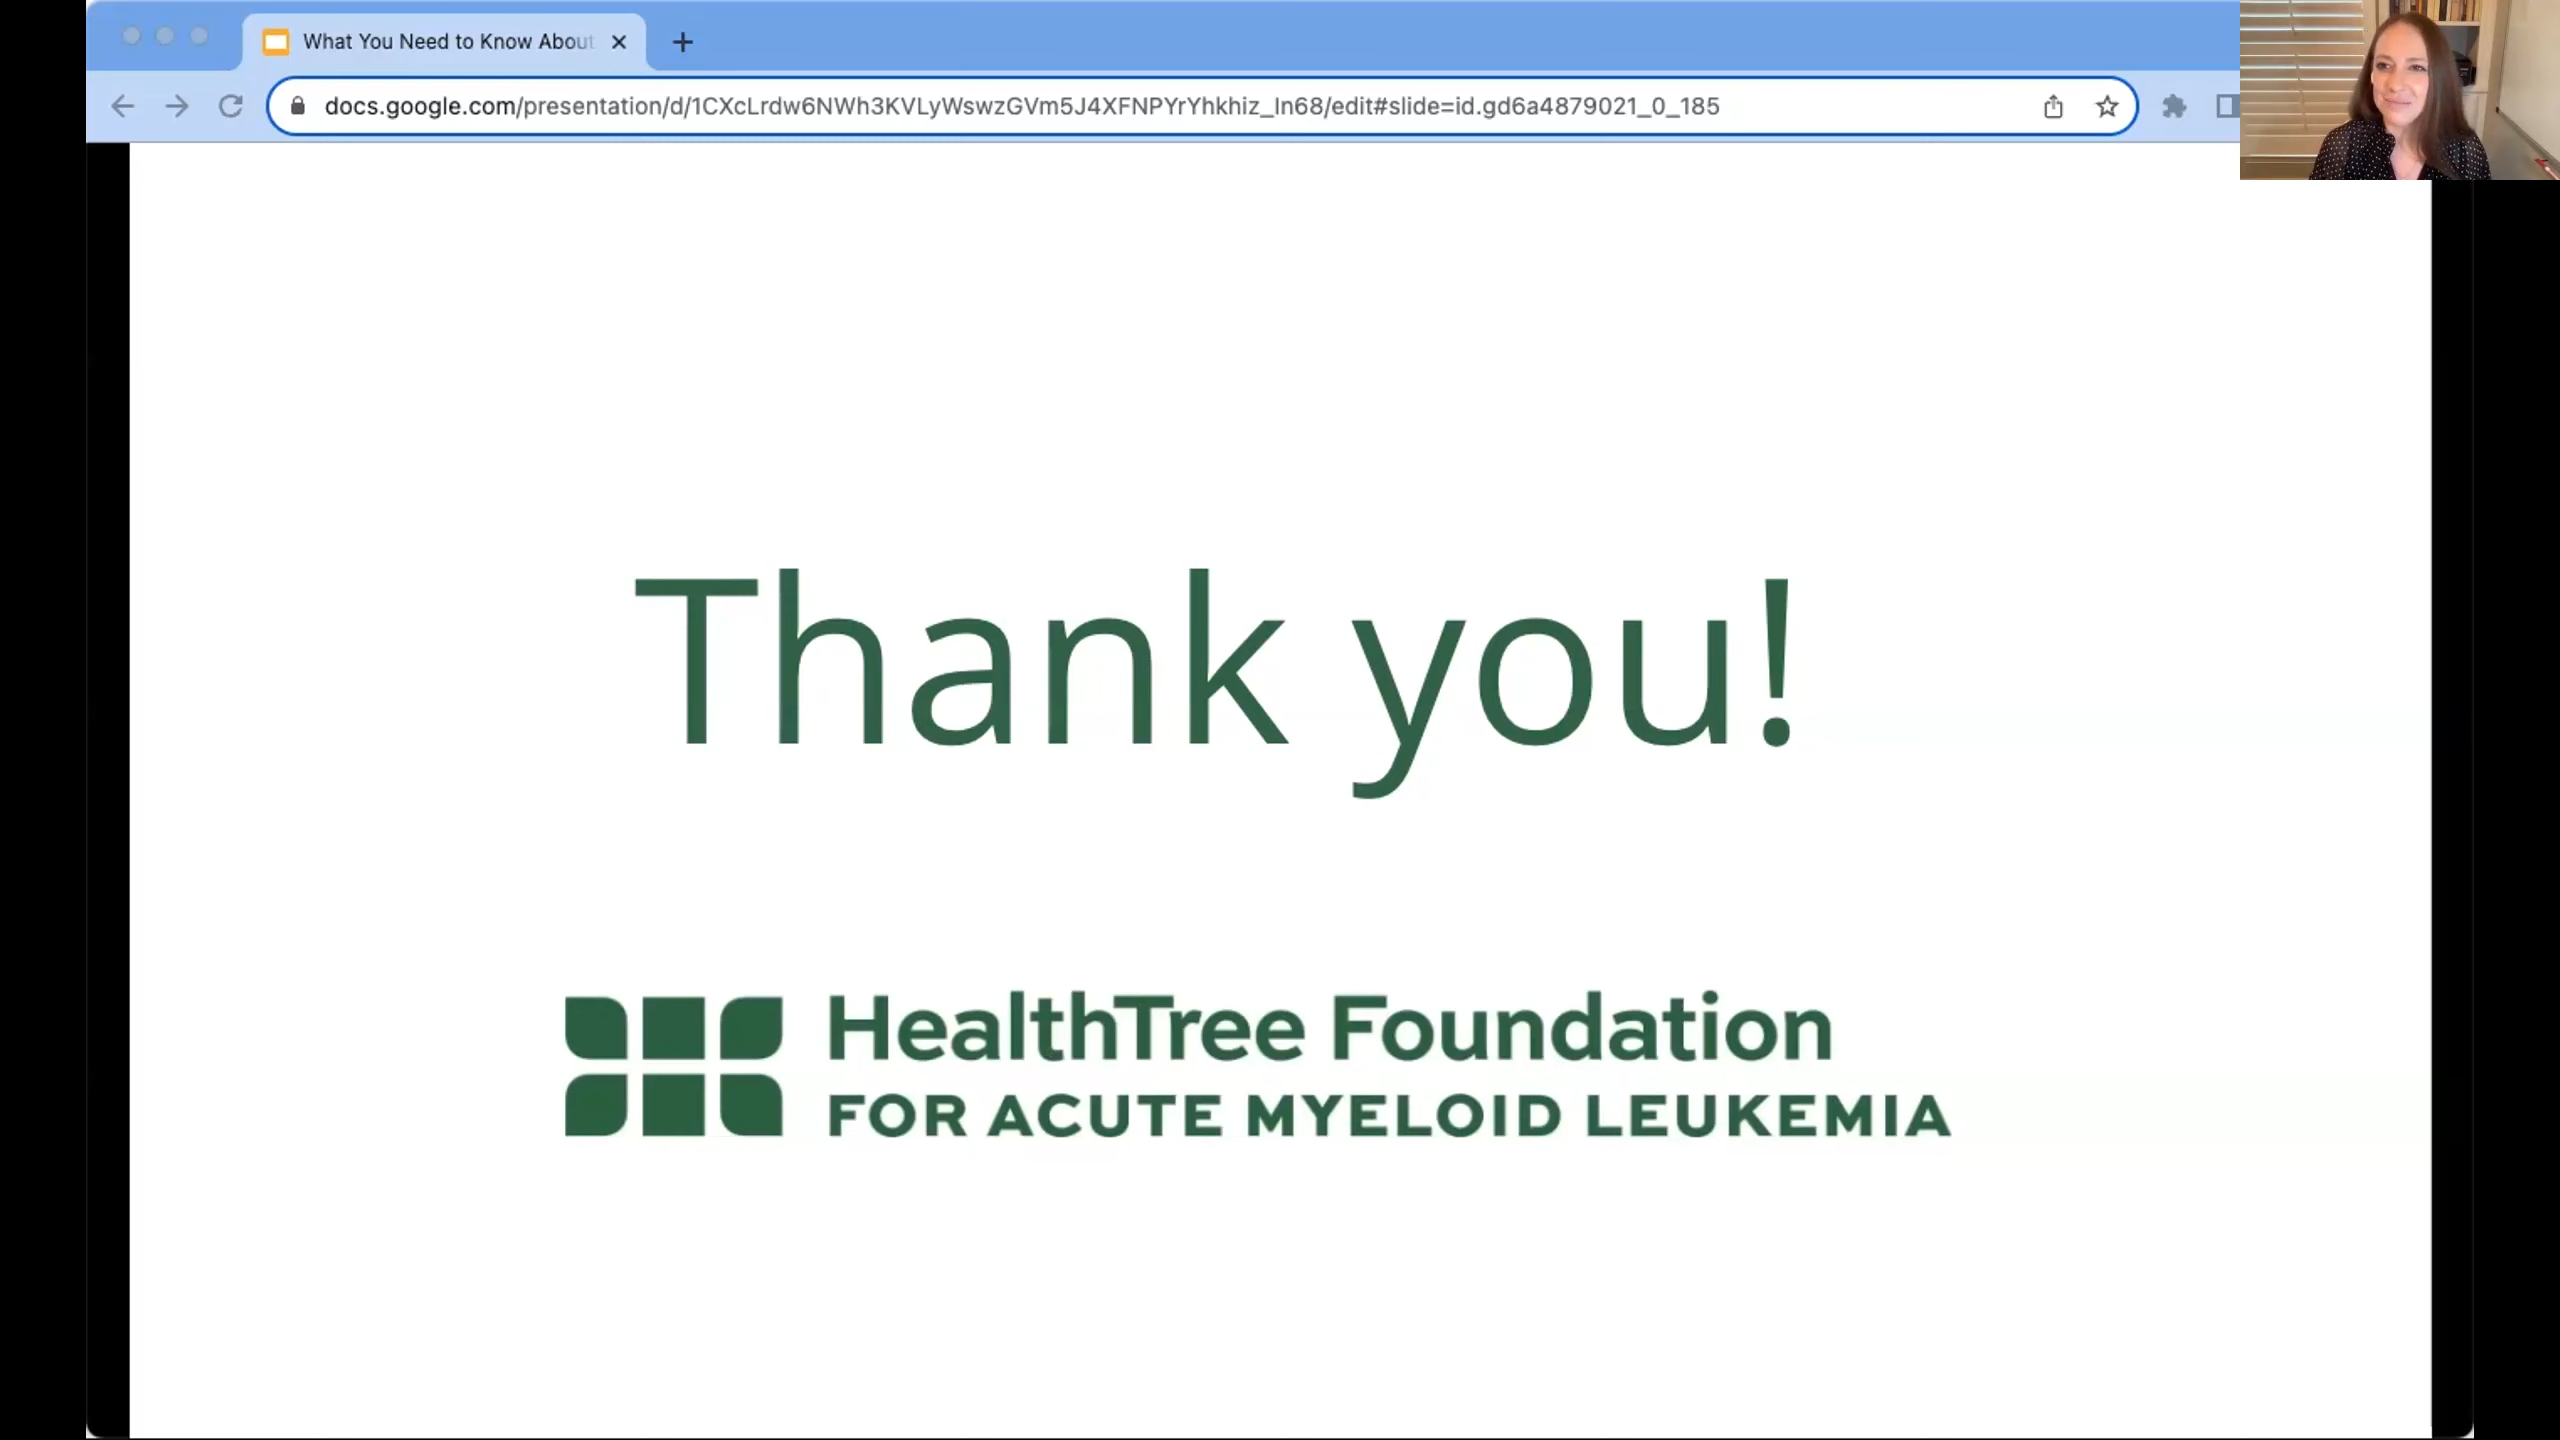 What You Need to Know About
docs.google.com/presentation/d/1CXcLrdw6NWh3KVLyWswzGVm5J4XFNPYrYhkhiz_In68/edit#slide=id.gd6a4879021_0_185
Thank you!
HealthTree Foundation
FOR ACUTE MYELOID LEUKEMIA